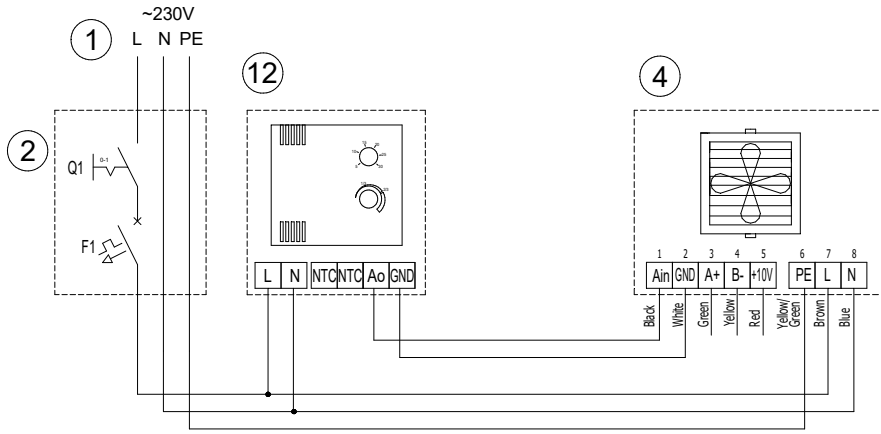 ~230V
1 L N PE
12
4
2
Q1 0-1
F1
L N NTC NTC Ao GND
1 2 3 4 5 6 7 8
Ain GND A+ B- +10V PE L N
Black White Green Yellow Red Yellow/Green Brown Blue